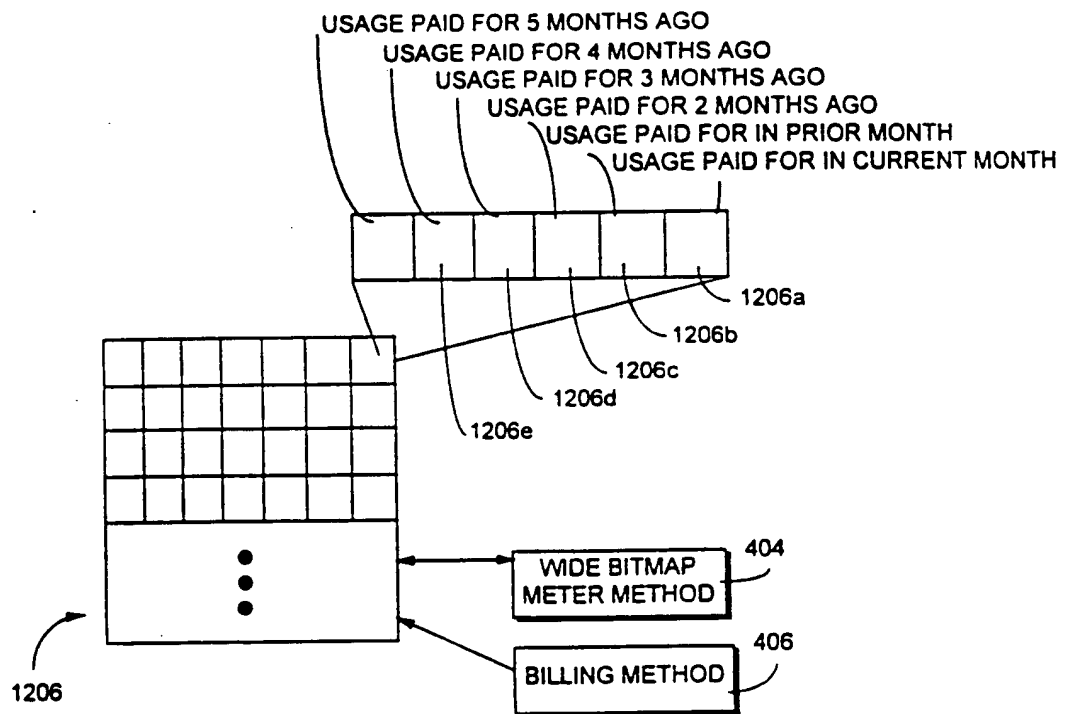 USAGE PAID FOR 5 MONTHS AGO
USAGE PAID FOR 4 MONTHS AGO
USAGE PAID FOR 3 MONTHS AGO
USAGE PAID FOR 2 MONTHS AGO
USAGE PAID FOR IN PRIOR MONTH
USAGE PAID FOR IN CURRENT MONTH
1206a
1206b
1206c
1206d
1206e
404
WIDE BITMAP
METER METHOD
406
BILLING METHOD
1206